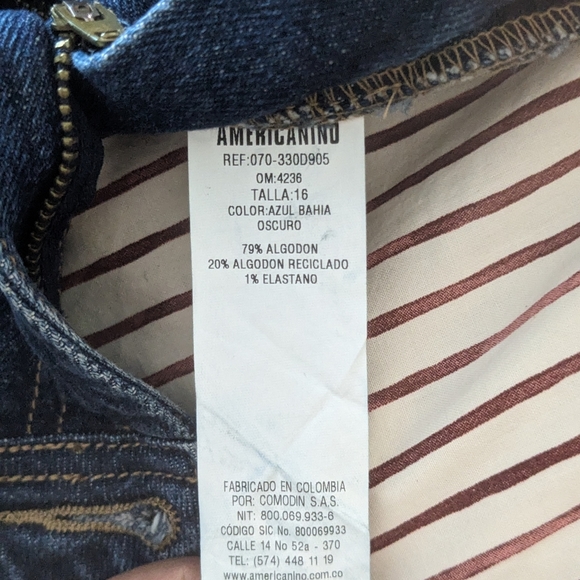 AMERICANINO
REF:070-330D905
OM:4236
TALLA:16
COLOR:AZUL BAHIA
OSCURO
79% ALGODON
20% ALGODON RECICLADO
1% ELASTANO
FABRICADO EN COLOMBIA
POR: COMODIN S.A.S.
NIT: 800.069.933-6
CÓDIGO SIC No. 800069933
CALLE 14 No 52a - 370
TEL: (574) 448 11 19
www.americanino.com.co